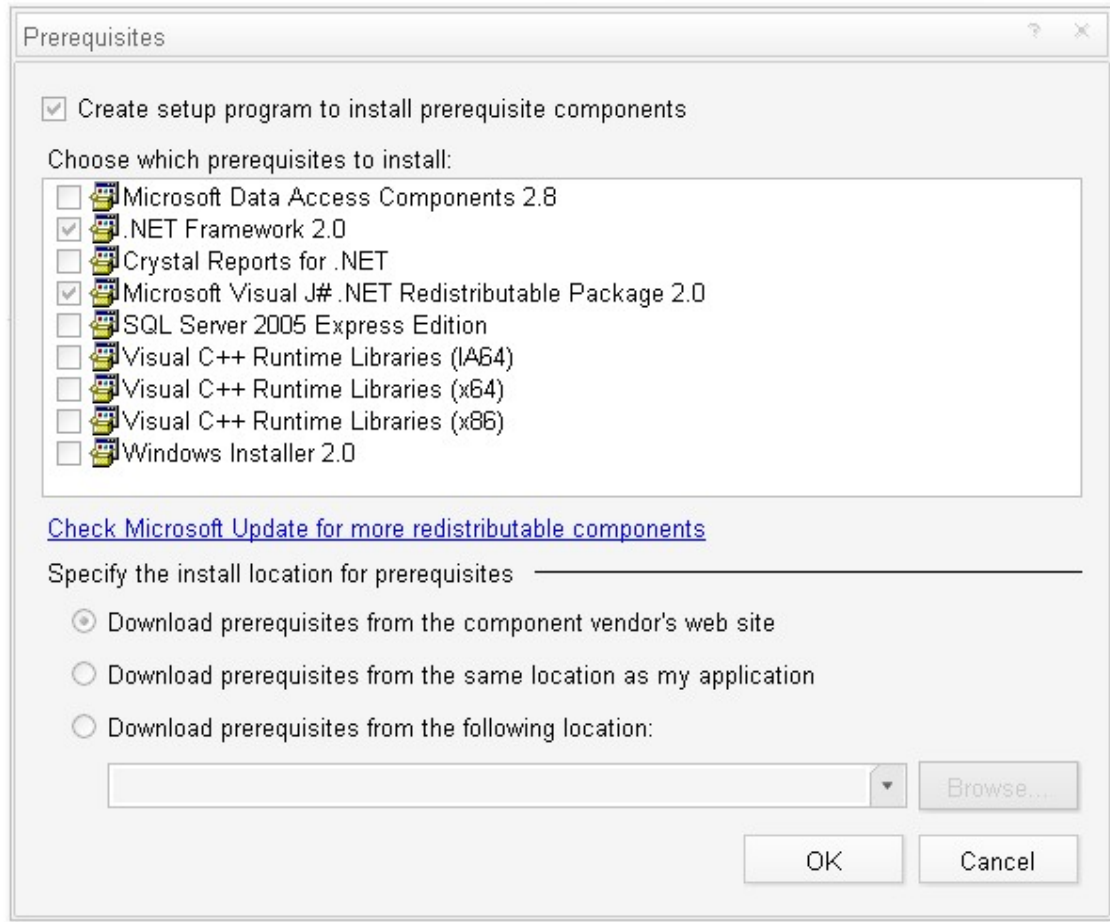 Prerequisites
Create setup program to install prerequisite components
Choose which prerequisites to install:
Microsoft Data Access Components 2.8
.NET Framework 2.0
Crystal Reports for .NET
Microsoft Visual J# .NET Redistributable Package 2.0
SQL Server 2005 Express Edition
Visual C++ Runtime Libraries (IA64)
Visual C++ Runtime Libraries (x64)
Visual C++ Runtime Libraries (x86)
Windows Installer 2.0
Check Microsoft Update for more redistributable components
Specify the install location for prerequisites
Download prerequisites from the component vendor's web site
Download prerequisites from the same location as my application
Download prerequisites from the following location:
Browse...
OK Cancel